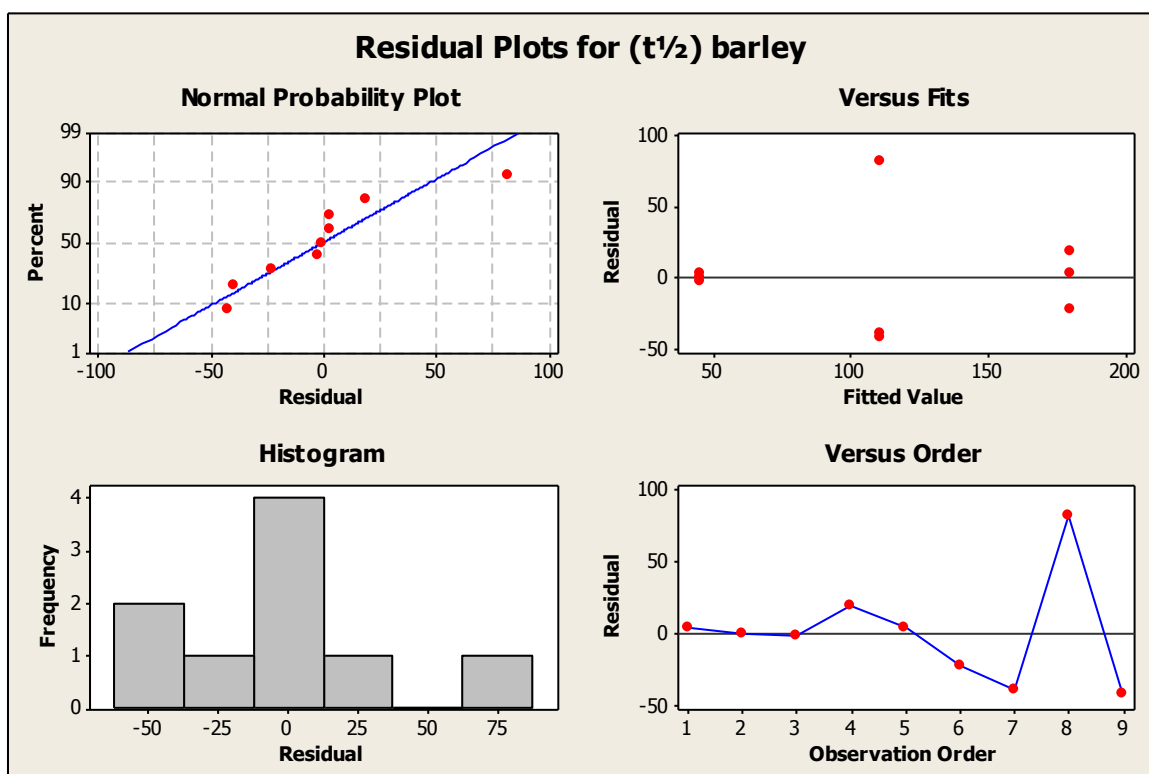 Residual Plots for (t½) barley
Normal Probability Plot
99
90
50
10
1
Percent
-100 -50 0 50 100
Residual
Versus Fits
100
50
0
-50
Residual
50 100 150 200
Fitted Value
Histogram
4
3
2
1
0
Frequency
-50 -25 0 25 50 75
Residual
Versus Order
100
50
0
-50
Residual
1 2 3 4 5 6 7 8 9
Observation Order